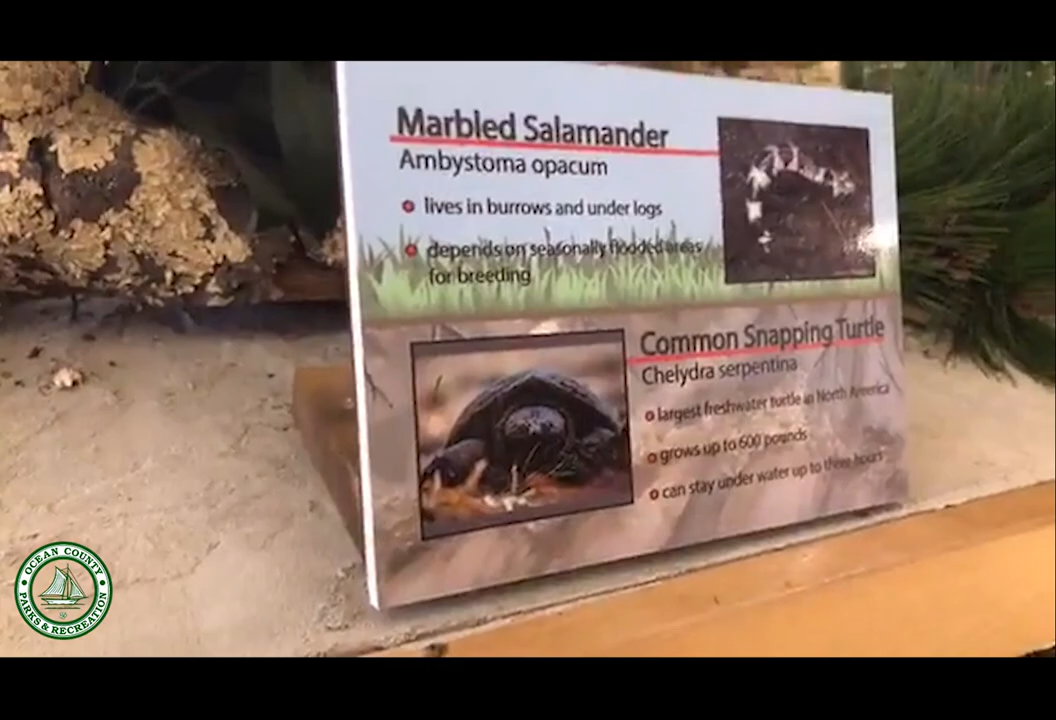 Marbled Salamander
Ambystoma opacum
lives in burrows and under logs
depends on seasonally flooded areas
for breeding
Common Snapping Turtle
Chelydra serpentina
largest freshwater turtle in North America
grows up to 600 pounds
can stay under water up to three hours
OCEAN COUNTY
PARKS & RECREATION